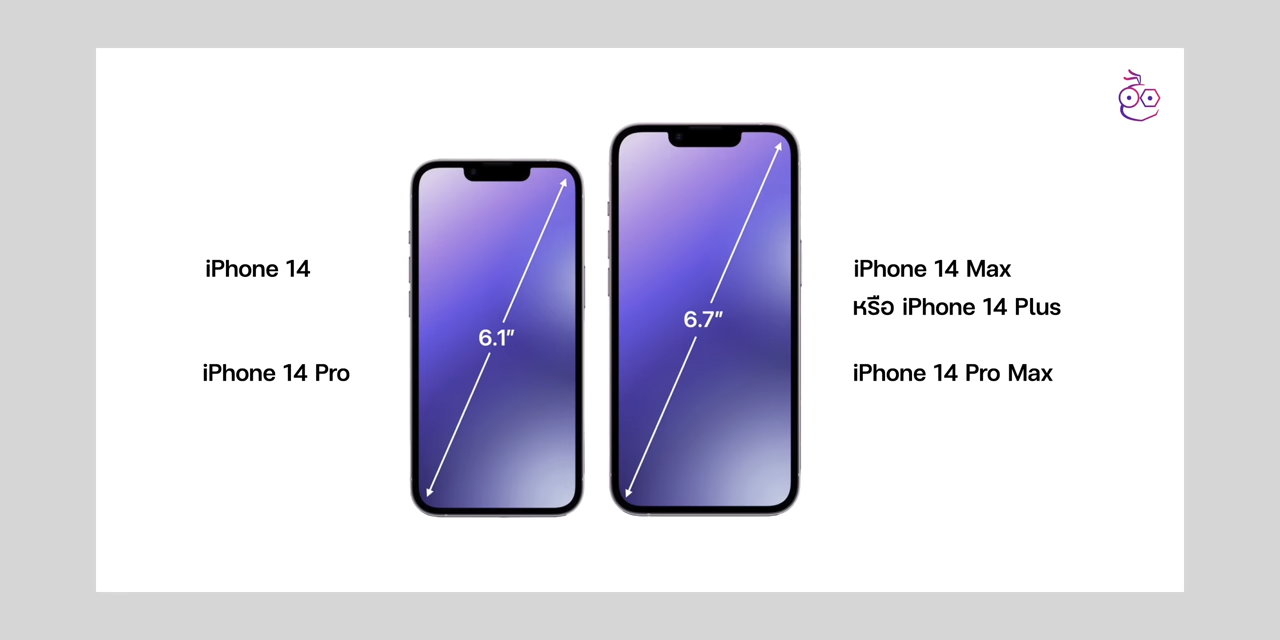 iPhone 14
iPhone 14 Pro
6.1″
6.7″
iPhone 14 Max
หรือ iPhone 14 Plus
iPhone 14 Pro Max